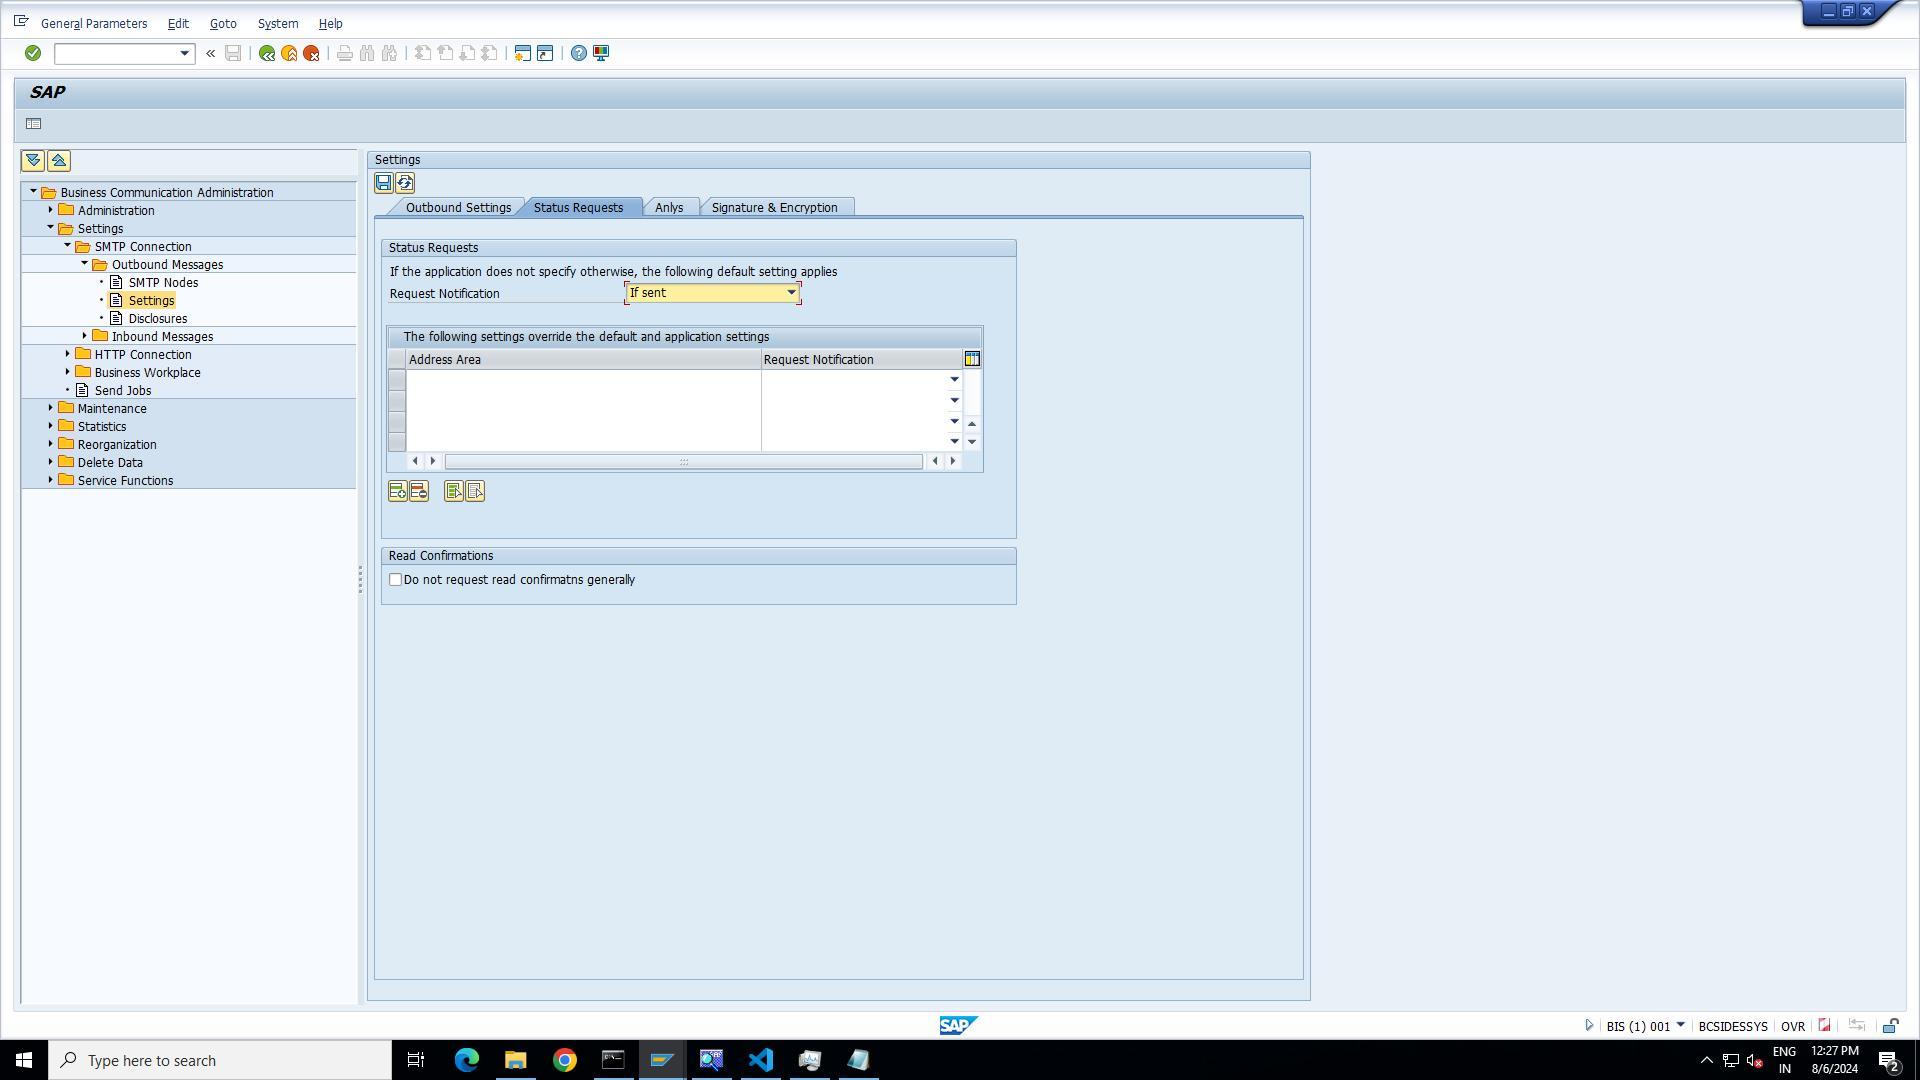 General Parameters Edit Goto System Help
SAP
Business Communication Administration
Administration
Settings
SMTP Connection
Outbound Messages
SMTP Nodes
Settings
Disclosures
Inbound Messages
HTTP Connection
Business Workplace
Send Jobs
Maintenance
Statistics
Reorganization
Delete Data
Service Functions
Settings
Outbound Settings Status Requests Anlys Signature & Encryption
Status Requests
If the application does not specify otherwise, the following default setting applies
Request Notification If sent
The following settings override the default and application settings
Address Area Request Notification
Read Confirmations
Do not request read confirmatns generally
SAP
BIS (1) 001 BCSIDESSYS OVR
Type here to search
ENG
IN
12:27 PM
8/6/2024
2